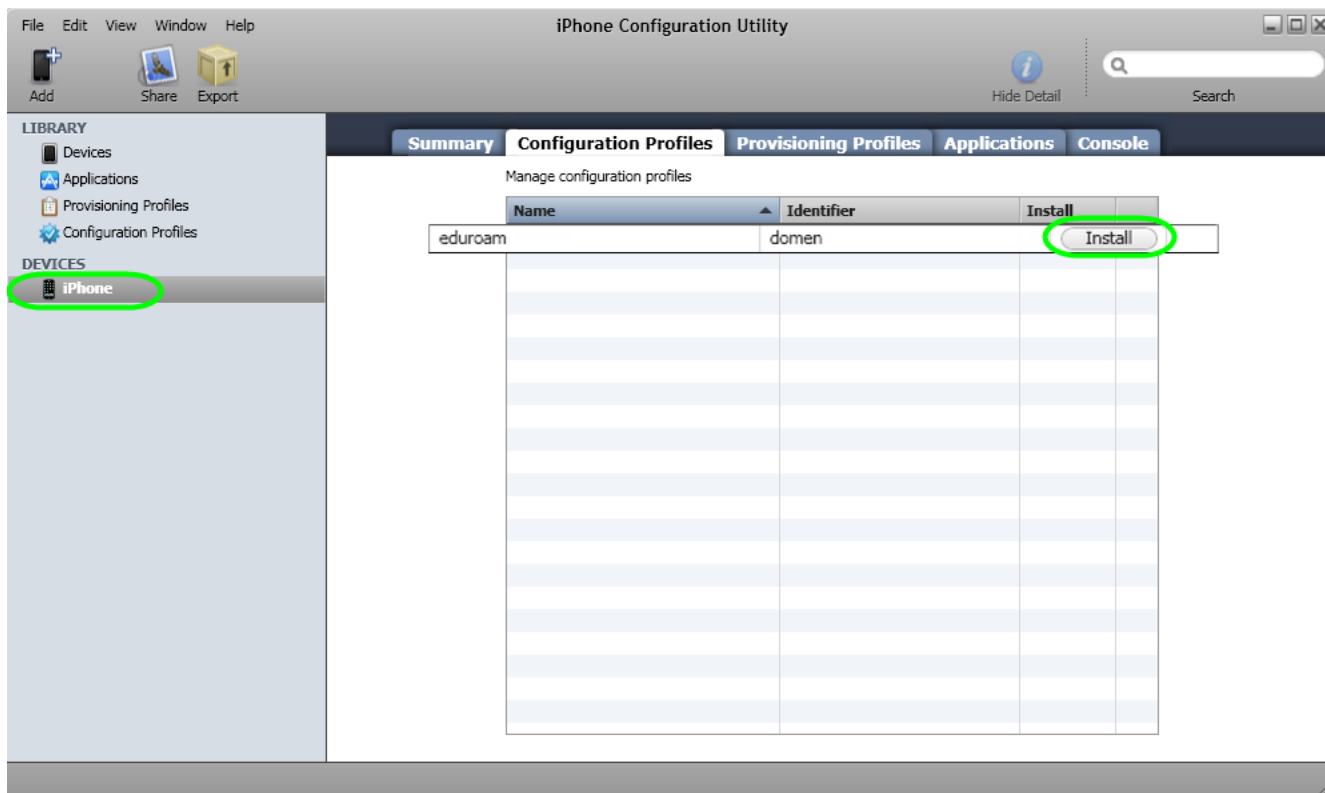 File Edit View Window Help iPhone Configuration Utility
Add Share Export Hide Detail Search
LIBRARY
Devices
Applications
Provisioning Profiles
Configuration Profiles
DEVICES
iPhone
Summary Configuration Profiles Provisioning Profiles Applications Console
Manage configuration profiles
Name Identifier Install
eduroam domen Install